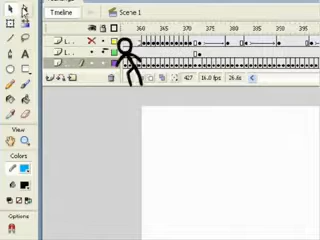 Tools
Timeline
Scene 1
360 365 370 375 380 385 390 395
L...
L...
427 16.0 fps 26.6s
View
Colors
Options